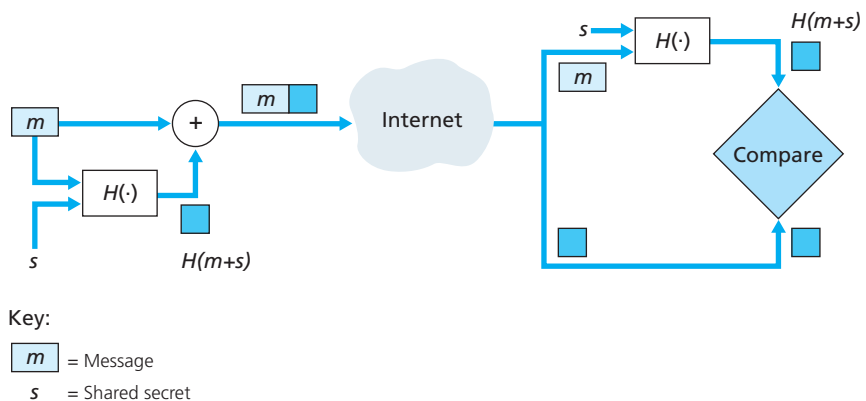 m
H(·)
s
H(m+s)
+
m
Internet
s
m
H(·)
H(m+s)
Compare
Key:
m = Message
s = Shared secret